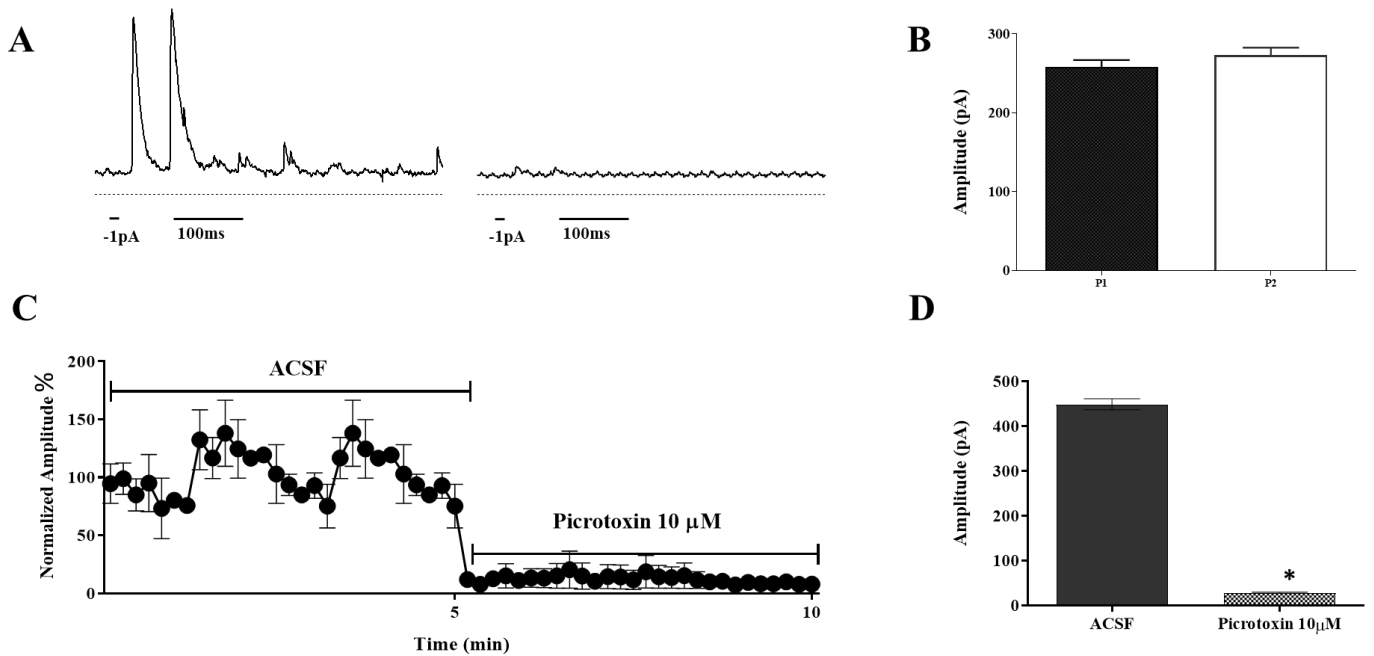 A
-1pA
100ms
-1pA
100ms
B
Amplitude (pA)
300
200
100
0
P1
P2
C
Normalized Amplitude %
200
150
100
50
0
ACSF
Picrotoxin 10 μM
5
10
Time (min)
D
Amplitude (pA)
500
400
300
200
100
0
*
ACSF
Picrotoxin 10μM